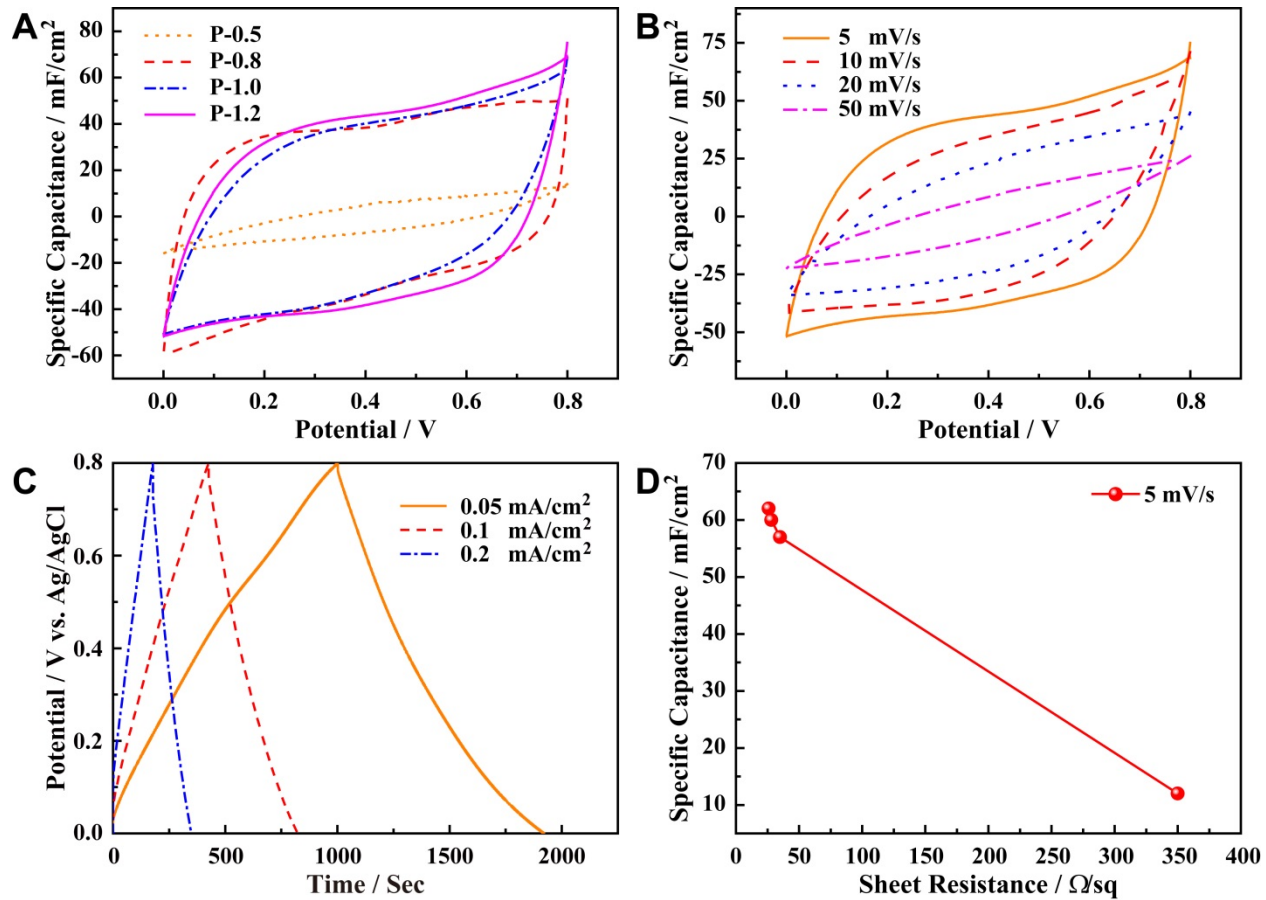 A
Specific Capacitance / mF/cm²
80
60
40
20
0
-20
-40
-60
P-0.5
P-0.8
P-1.0
P-1.2
0.0 0.2 0.4 0.6 0.8
Potential / V
B
Specific Capacitance / mF/cm²
75
50
25
0
-25
-50
5 mV/s
10 mV/s
20 mV/s
50 mV/s
0.0 0.2 0.4 0.6 0.8
Potential / V
C
Potential / V vs. Ag/AgCl
0.8
0.6
0.4
0.2
0.0
0.05 mA/cm²
0.1 mA/cm²
0.2 mA/cm²
0 500 1000 1500 2000
Time / Sec
D
Specific Capacitance / mF/cm²
70
60
50
40
30
20
10
5 mV/s
0 50 100 150 200 250 300 350 400
Sheet Resistance / Ω/sq